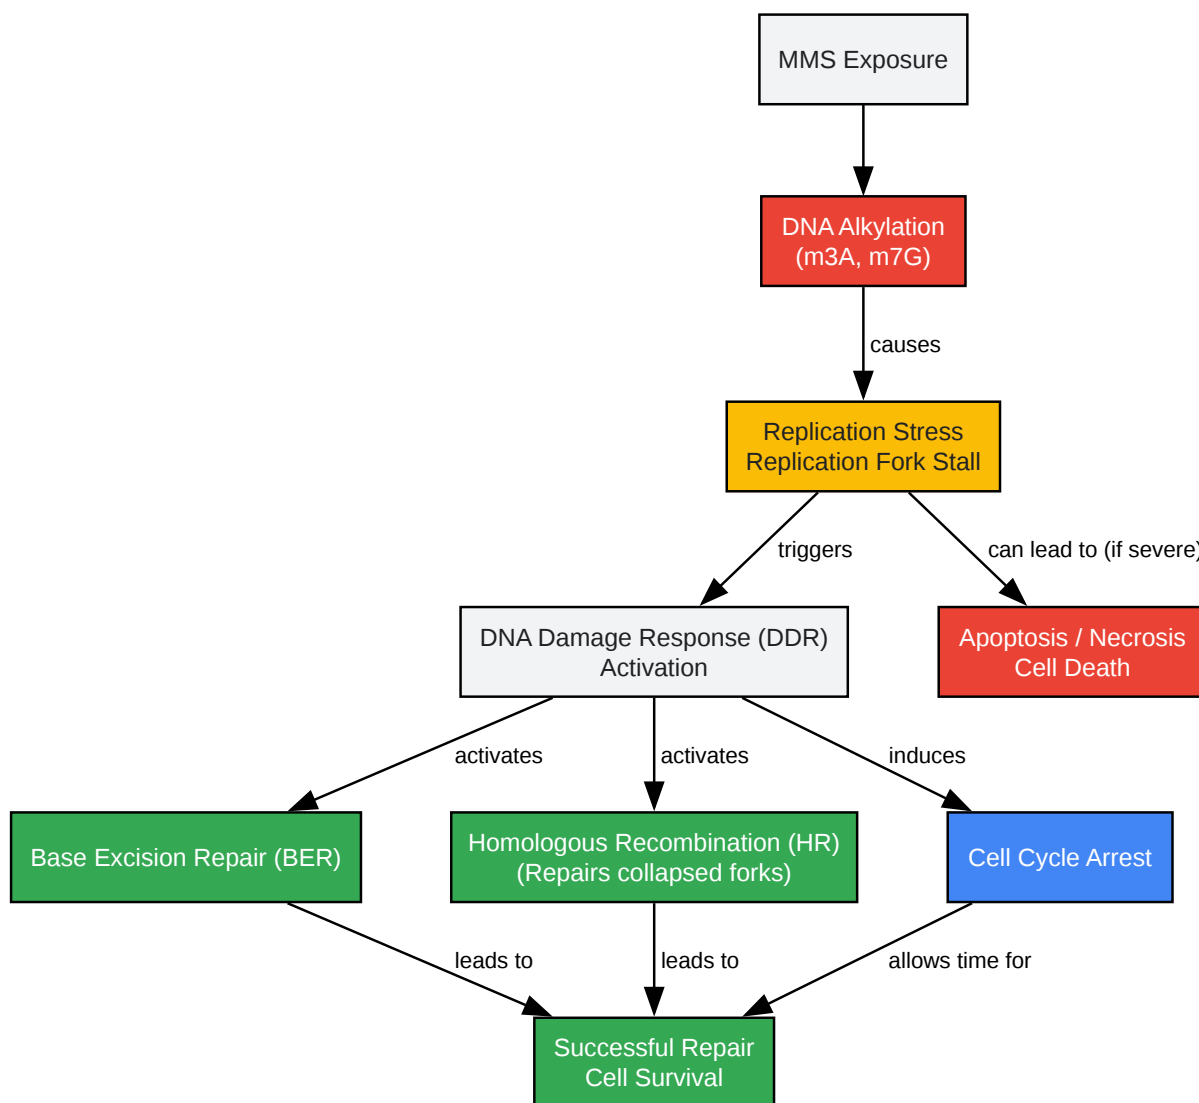 MMS Exposure
DNA Alkylation
(m3A, m7G)
causes
Replication Stress
Replication Fork Stall
triggers
can lead to (if severe)
DNA Damage Response (DDR)
Activation
Apoptosis / Necrosis
Cell Death
activates
activates
induces
Base Excision Repair (BER)
Homologous Recombination (HR)
(Repairs collapsed forks)
Cell Cycle Arrest
leads to
leads to
allows time for
Successful Repair
Cell Survival